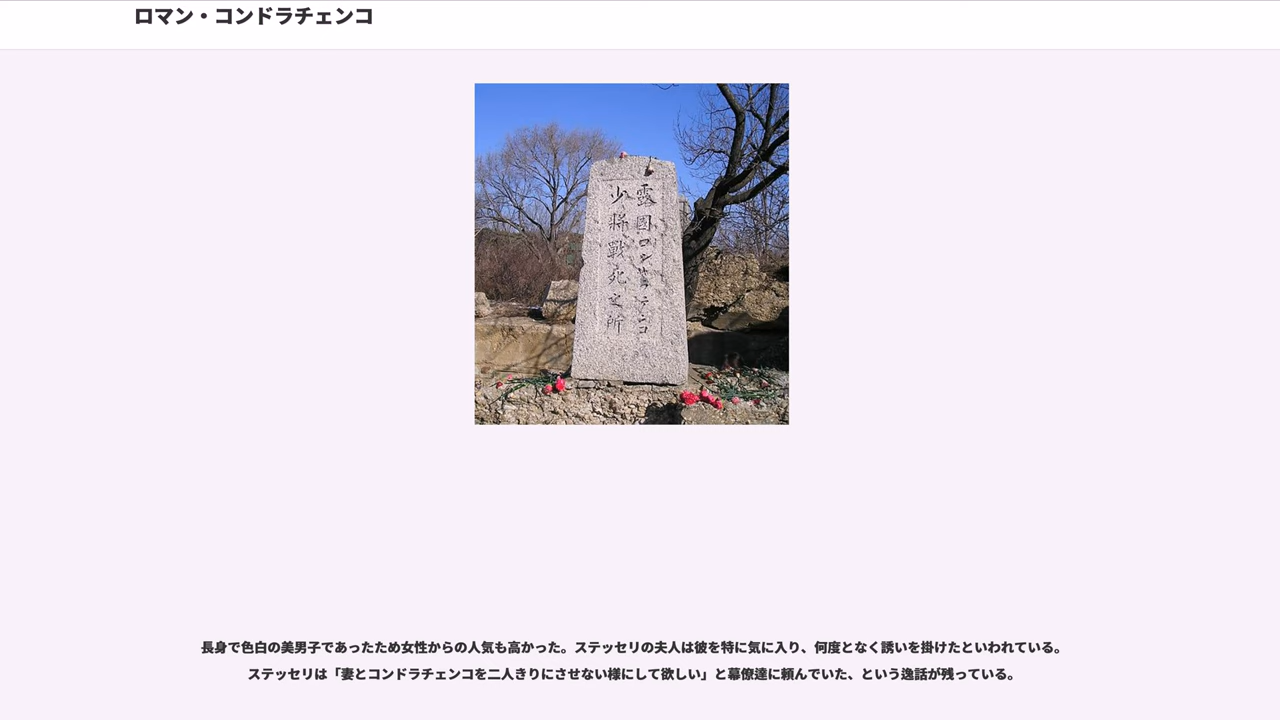 ロマン・コンドラチェンコ
露國コンドラテンコ
少將戰死之所
長身で色白の美男子であったため女性からの人気も高かった。ステッセリの夫人は彼を特に気に入り、何度となく誘いを掛けたといわれている。
ステッセリは「妻とコンドラチェンコを二人きりにさせない様にして欲しい」と幕僚達に頼んでいた、という逸話が残っている。